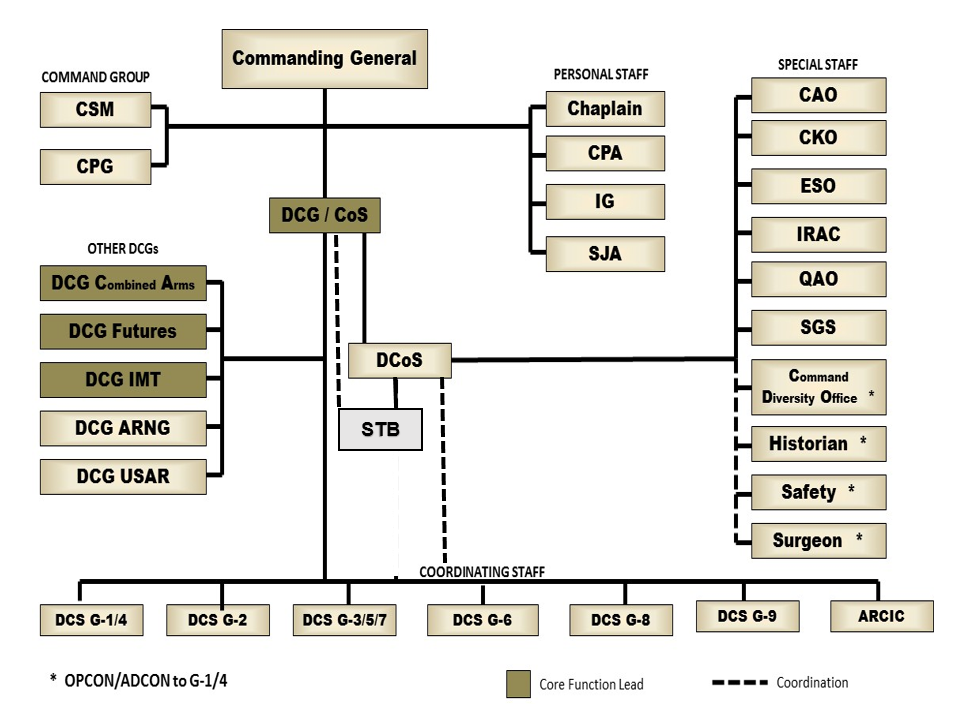 Commanding General
COMMAND GROUP
CSM
CPG
PERSONAL STAFF
Chaplain
CPA
IG
SJA
SPECIAL STAFF
CAO
CKO
ESO
IRAC
QAO
SGS
Command
Diversity Office *
Historian *
Safety *
Surgeon *
DCG / CoS
OTHER DCGs
DCG Combined Arms
DCG Futures
DCG IMT
DCG ARNG
DCG USAR
DCoS
STB
COORDINATING STAFF
DCS G-1/4
DCS G-2
DCS G-3/5/7
DCS G-6
DCS G-8
DCS G-9
ARCIC
* OPCON/ADCON to G-1/4
Core Function Lead
Coordination